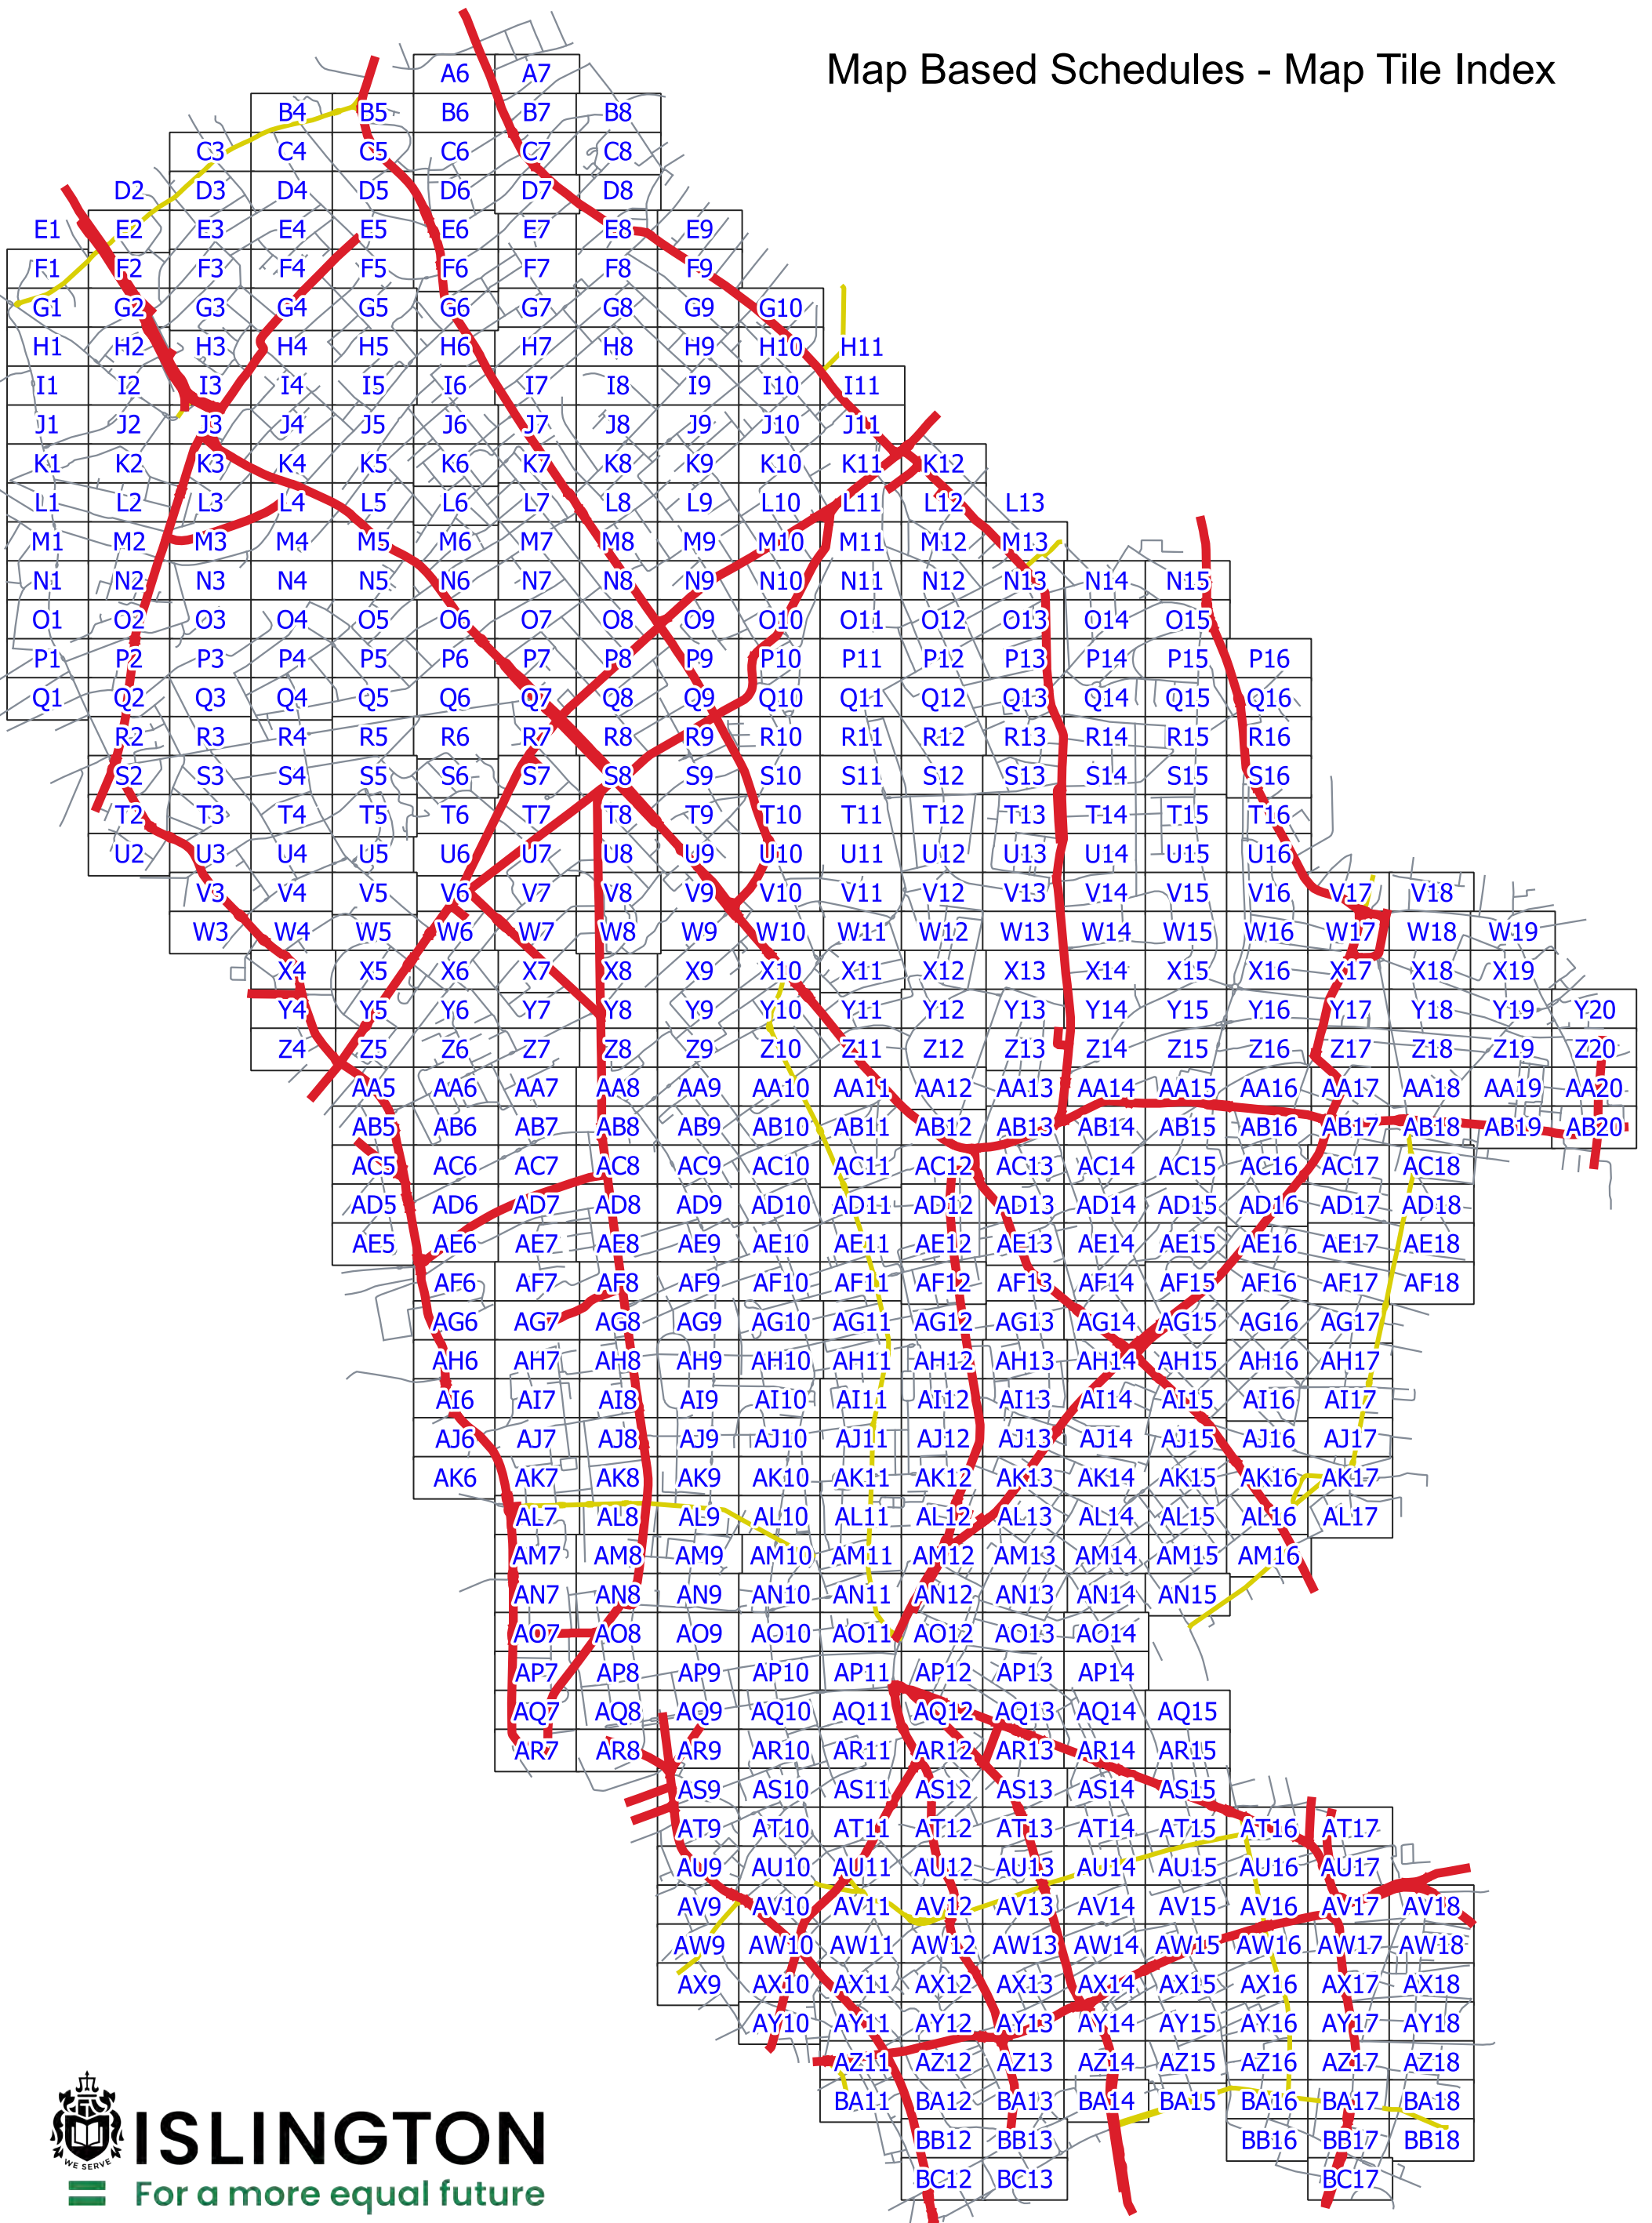 Map Based Schedules - Map Tile Index
A6 A7
B4 B5 B6 B7 B8
C3 C4 C5 C6 C7 C8
D2 D3 D4 D5 D6 D7 D8
E1 E2 E3 E4 E5 E6 E7 E8 E9
F1 F2 F3 F4 F5 F6 F7 F8 F9
G1 G2 G3 G4 G5 G6 G7 G8 G9 G10
H1 H2 H3 H4 H5 H6 H7 H8 H9 H10 H11
I1 I2 I3 I4 I5 I6 I7 I8 I9 I10 I11
J1 J2 J3 J4 J5 J6 J7 J8 J9 J10 J11
K1 K2 K3 K4 K5 K6 K7 K8 K9 K10 K11 K12
L1 L2 L3 L4 L5 L6 L7 L8 L9 L10 L11 L12 L13
M1 M2 M3 M4 M5 M6 M7 M8 M9 M10 M11 M12 M13
N1 N2 N3 N4 N5 N6 N7 N8 N9 N10 N11 N12 N13 N14 N15
O1 O2 O3 O4 O5 O6 O7 O8 O9 O10 O11 O12 O13 O14 O15
P1 P2 P3 P4 P5 P6 P7 P8 P9 P10 P11 P12 P13 P14 P15 P16
Q1 Q2 Q3 Q4 Q5 Q6 Q7 Q8 Q9 Q10 Q11 Q12 Q13 Q14 Q15 Q16
R2 R3 R4 R5 R6 R7 R8 R9 R10 R11 R12 R13 R14 R15 R16
S2 S3 S4 S5 S6 S7 S8 S9 S10 S11 S12 S13 S14 S15 S16
T2 T3 T4 T5 T6 T7 T8 T9 T10 T11 T12 T13 T14 T15 T16
U2 U3 U4 U5 U6 U7 U8 U9 U10 U11 U12 U13 U14 U15 U16
V3 V4 V5 V6 V7 V8 V9 V10 V11 V12 V13 V14 V15 V16 V17 V18
W3 W4 W5 W6 W7 W8 W9 W10 W11 W12 W13 W14 W15 W16 W17 W18 W19
X4 X5 X6 X7 X8 X9 X10 X11 X12 X13 X14 X15 X16 X17 X18 X19
Y4 Y5 Y6 Y7 Y8 Y9 Y10 Y11 Y12 Y13 Y14 Y15 Y16 Y17 Y18 Y19 Y20
Z4 Z5 Z6 Z7 Z8 Z9 Z10 Z11 Z12 Z13 Z14 Z15 Z16 Z17 Z18 Z19 Z20
AA5 AA6 AA7 AA8 AA9 AA10 AA11 AA12 AA13 AA14 AA15 AA16 AA17 AA18 AA19 AA20
AB5 AB6 AB7 AB8 AB9 AB10 AB11 AB12 AB13 AB14 AB15 AB16 AB17 AB18 AB19 AB20
AC5 AC6 AC7 AC8 AC9 AC10 AC11 AC12 AC13 AC14 AC15 AC16 AC17 AC18
AD5 AD6 AD7 AD8 AD9 AD10 AD11 AD12 AD13 AD14 AD15 AD16 AD17 AD18
AE5 AE6 AE7 AE8 AE9 AE10 AE11 AE12 AE13 AE14 AE15 AE16 AE17 AE18
AF6 AF7 AF8 AF9 AF10 AF11 AF12 AF13 AF14 AF15 AF16 AF17 AF18
AG6 AG7 AG8 AG9 AG10 AG11 AG12 AG13 AG14 AG15 AG16 AG17
AH6 AH7 AH8 AH9 AH10 AH11 AH12 AH13 AH14 AH15 AH16 AH17
AI6 AI7 AI8 AI9 AI10 AI11 AI12 AI13 AI14 AI15 AI16 AI17
AJ6 AJ7 AJ8 AJ9 AJ10 AJ11 AJ12 AJ13 AJ14 AJ15 AJ16 AJ17
AK6 AK7 AK8 AK9 AK10 AK11 AK12 AK13 AK14 AK15 AK16 AK17
AL7 AL8 AL9 AL10 AL11 AL12 AL13 AL14 AL15 AL16 AL17
AM7 AM8 AM9 AM10 AM11 AM12 AM13 AM14 AM15 AM16
AN7 AN8 AN9 AN10 AN11 AN12 AN13 AN14 AN15
AO7 AO8 AO9 AO10 AO11 AO12 AO13 AO14
AP7 AP8 AP9 AP10 AP11 AP12 AP13 AP14
AQ7 AQ8 AQ9 AQ10 AQ11 AQ12 AQ13 AQ14 AQ15
AR7 AR8 AR9 AR10 AR11 AR12 AR13 AR14 AR15
AS9 AS10 AS11 AS12 AS13 AS14 AS15
AT9 AT10 AT11 AT12 AT13 AT14 AT15 AT16 AT17
AU9 AU10 AU11 AU12 AU13 AU14 AU15 AU16 AU17
AV9 AV10 AV11 AV12 AV13 AV14 AV15 AV16 AV17 AV18
AW9 AW10 AW11 AW12 AW13 AW14 AW15 AW16 AW17 AW18
AX9 AX10 AX11 AX12 AX13 AX14 AX15 AX16 AX17 AX18
AY10 AY11 AY12 AY13 AY14 AY15 AY16 AY17 AY18
AZ11 AZ12 AZ13 AZ14 AZ15 AZ16 AZ17 AZ18
BA11 BA12 BA13 BA14 BA15 BA16 BA17 BA18
BB12 BB13 BB16 BB17 BB18
BC12 BC13 BC17
WE SERVE
ISLINGTON
For a more equal future